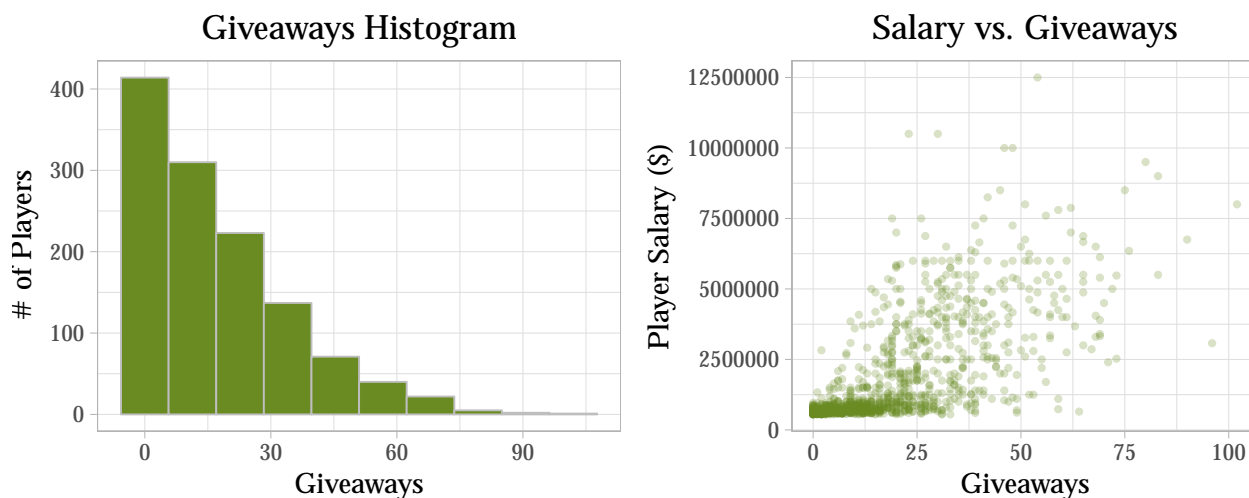 Giveaways Histogram
# of Players
400
300
200
100
0
0 30 60 90
Giveaways
Salary vs. Giveaways
Player Salary ($)
12500000
10000000
7500000
5000000
2500000
0
0 25 50 75 100
Giveaways